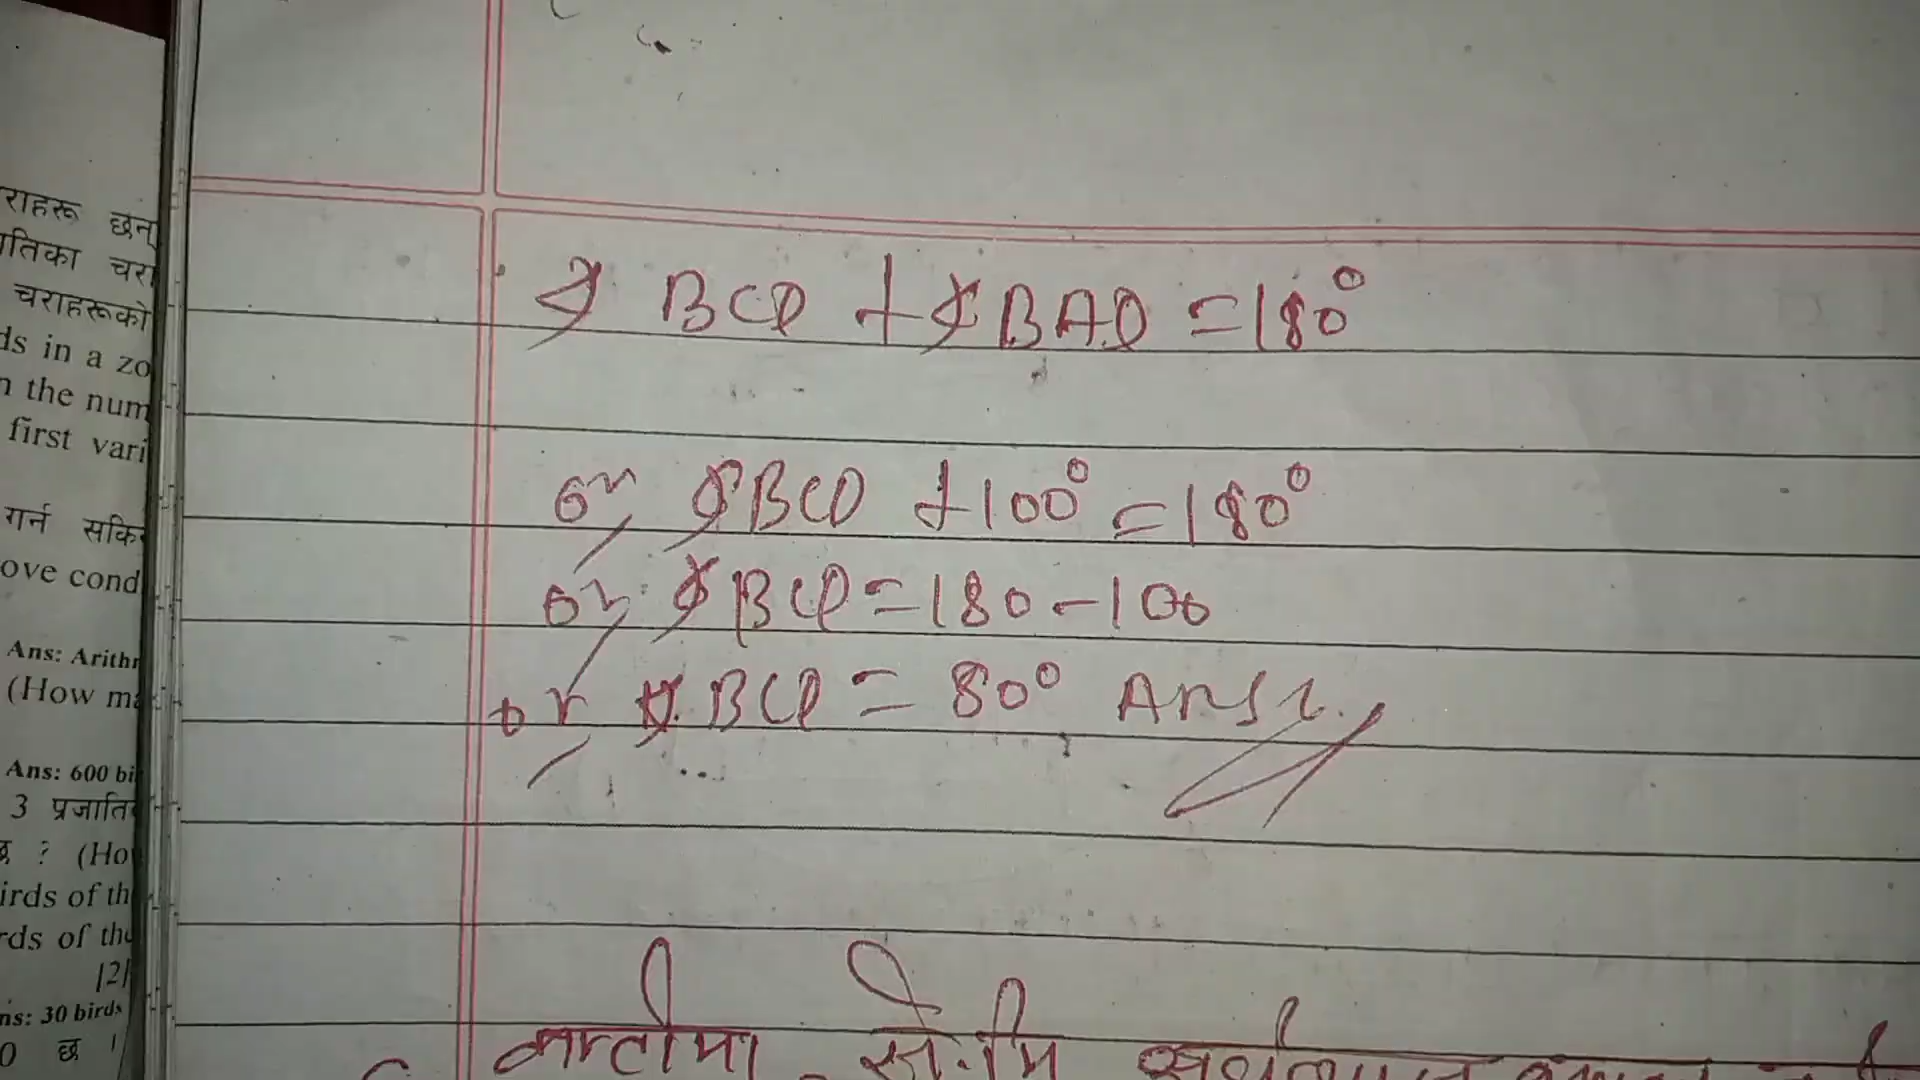 राहरू छन्
चरा
चराहरूको
ds in a zo
n the num
first vari
गर्न सकि
ove cond
Ans: Arith
(How ma
Ans: 600 bi
3 प्रजाति
? (Ho
irds of th
rds of the
[2]
ns: 30 birds
0 छ ।
∠ BCD + ∠ BAD = 180°
or, ∠BCD + 100° = 180°
or, ∠BCD = 180 - 100
or, ∠BCD = 80° Ans